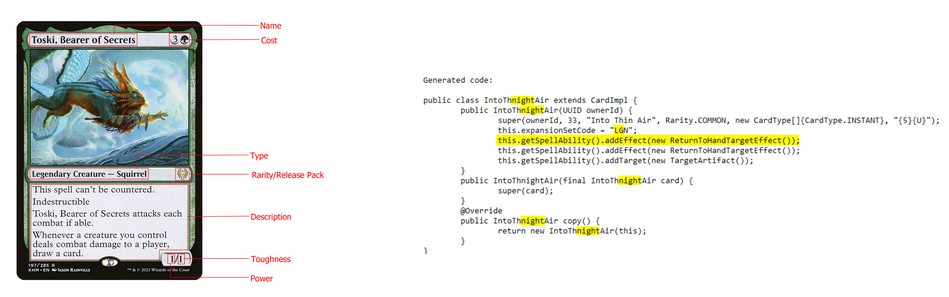 Name
Toski, Bearer of Secrets 3
Cost
Type
Legendary Creature — Squirrel
Rarity/Release Pack
This spell can't be countered.
Indestructible
Toski, Bearer of Secrets attacks each
combat if able.
Whenever a creature you control
deals combat damage to a player,
draw a card.
Description
1/1
Toughness
197/285 R
KHM • EN Jason Rainville
™ & © 2021 Wizards of the Coast
Power
Generated code:
public class IntoThnightAir extends CardImpl {
public IntoThnightAir(UUID ownerId) {
super(ownerId, 33, "Into Thin Air", Rarity.COMMON, new CardType[]{CardType.INSTANT}, "{5}{U}");
this.expansionSetCode = "LGN";
this.getSpellAbility().addEffect(new ReturnToHandTargetEffect());
this.getSpellAbility().addEffect(new ReturnToHandTargetEffect());
this.getSpellAbility().addTarget(new TargetArtifact());
}
public IntoThnightAir(final IntoThnightAir card) {
super(card);
}
@Override
public IntoThnightAir copy() {
return new IntoThnightAir(this);
}
}